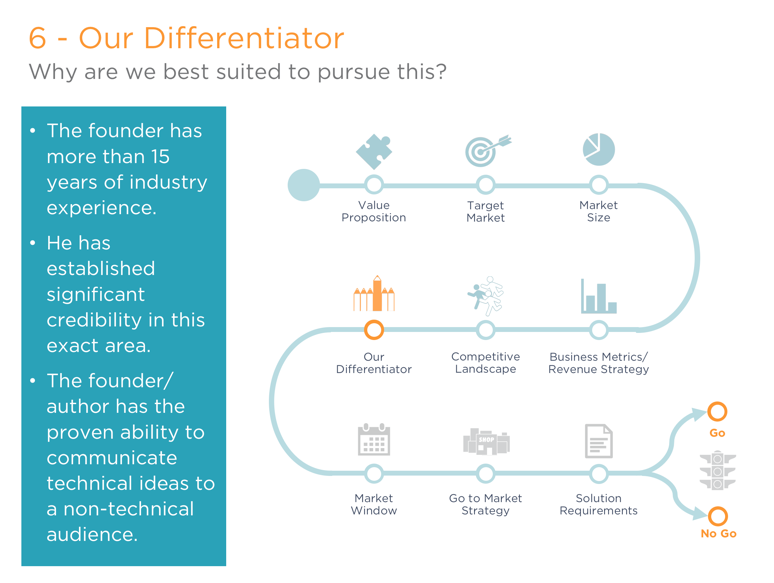 6 - Our Differentiator
Why are we best suited to pursue this?
• The founder has
more than 15
years of industry
experience.
• He has
established
significant
credibility in this
exact area.
• The founder/
author has the
proven ability to
communicate
technical ideas to
a non-technical
audience.
Value
Proposition
Target
Market
Market
Size
Our
Differentiator
Competitive
Landscape
Business Metrics/
Revenue Strategy
SHOP
Market
Window
Go to Market
Strategy
Solution
Requirements
Go
No Go